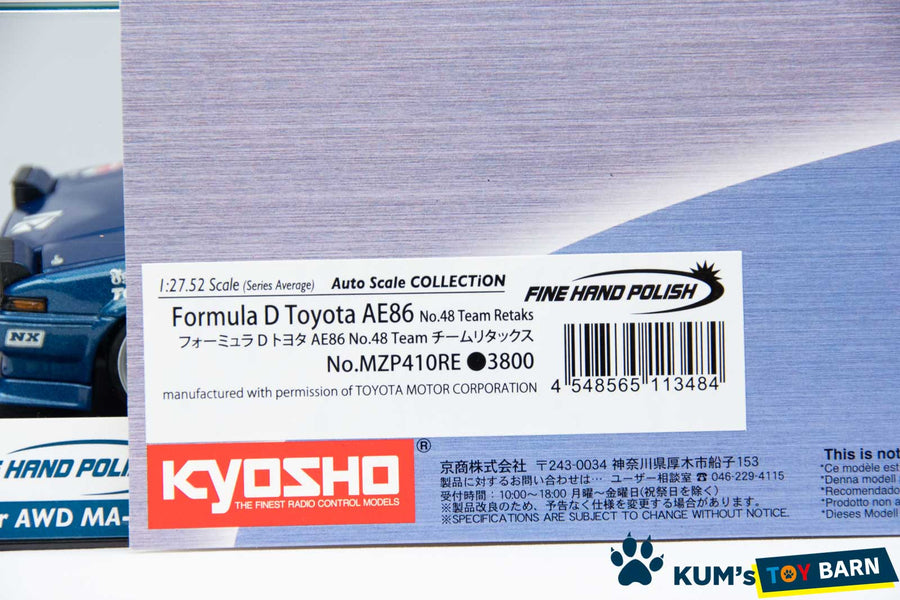 1:27.52 Scale (Series Average) Auto Scale COLLECTiON
FINE HAND POLISH
Formula D Toyota AE86 No.48 Team Retaks
フォーミュラ D トヨタ AE86 No.48 Team チームリタックス
No.MZP410RE ●3800
manufactured with permission of TOYOTA MOTOR CORPORATION
4 548565 113484
KYOSHO ®
THE FINEST RADIO CONTROL MODELS
京商株式会社 〒243-0034 神奈川県厚木市船子153
製品に対するお問い合わせは… ユーザー相談室 ☎ 046-229-4115
受付時間:10:00〜18:00 月曜〜金曜日(祝祭日を除く)
※製品改良のため、予告なく仕様を変更する場合があります。
※SPECIFICATIONS ARE SUBJECT TO CHANGE WITHOUT NOTICE.
This is not
*Ce modèle est
*Denna modell
*Recomendado
*Prodotto non a
*Dieses Modell
NX
HAND POLI
AWD MA-
KUM's TOY BARN